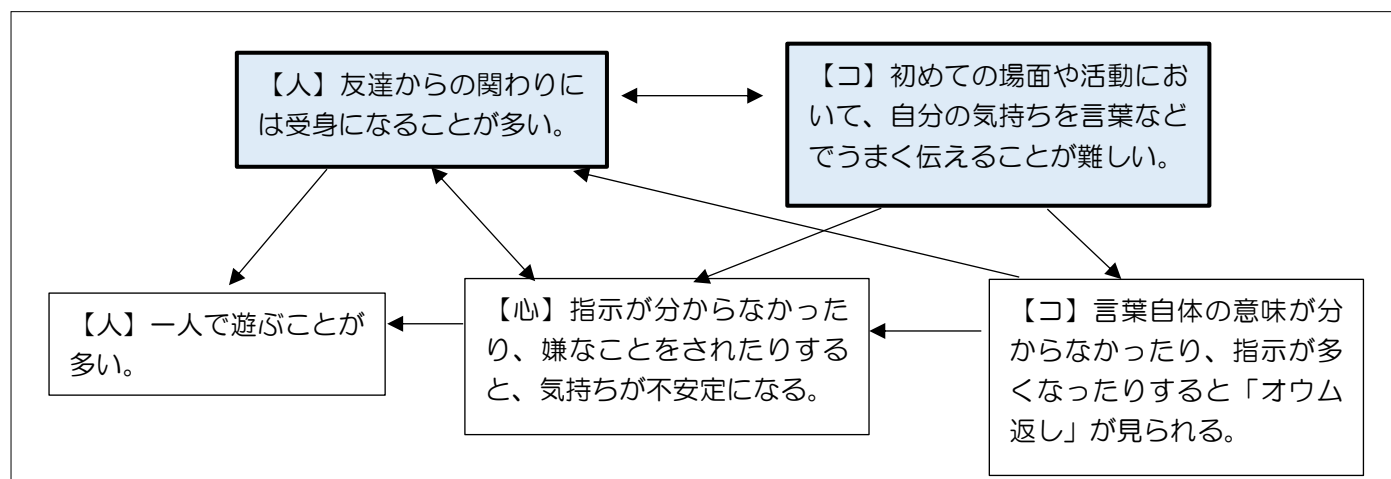 【人】友達からの関わりに
は受身になることが多い。
【コ】初めての場面や活動にお
いて、自分の気持ちを言葉など
でうまく伝えることが難しい。
【人】一人で遊ぶことが
多い。
【心】指示が分からなかった
り、嫌なことをされたりする
と、気持ちが不安定になる。
【コ】言葉自体の意味が分
からなかったり、指示が多
くなったりすると「オウム
返し」が見られる。